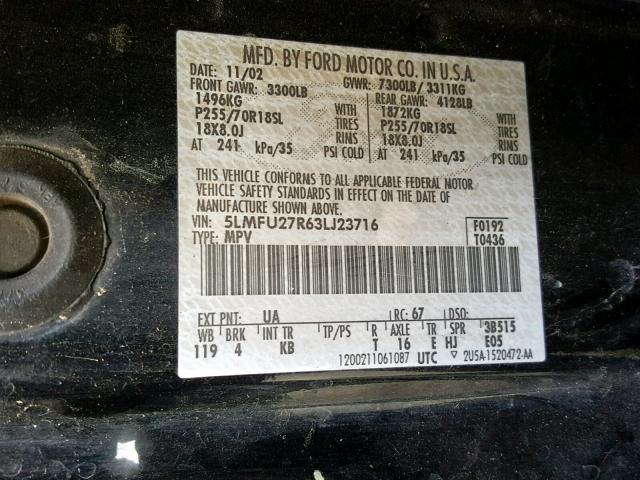 MFD. BY FORD MOTOR CO. IN U.S.A.
DATE: 11/02 GVWR: 7300LB/ 3311KG
FRONT GAWR: 3300LB REAR GAWR: 4128LB
1496KG WITH 1872KG WITH
P255/70R18SL TIRES P255/70R18SL TIRES
18X8.0J RIMS 18X8.0J RIMS
AT 241 kPa/35 PSI COLD AT 241 kPa/35 PSI COLD
THIS VEHICLE CONFORMS TO ALL APPLICABLE FEDERAL MOTOR
VEHICLE SAFETY STANDARDS IN EFFECT ON THE DATE OF
MANUFACTURE SHOWN ABOVE.
VIN: 5LMFU27R63LJ23716 F0192
TYPE: MPV T0436
EXT PNT: UA RC: 67 DSO:
WB BRK INT TR TP/PS R AXLE TR SPR 3B515
119 4 KB T 16 E HJ E05
1200211061087 UTC ▽ 2U5A-1520472-AA